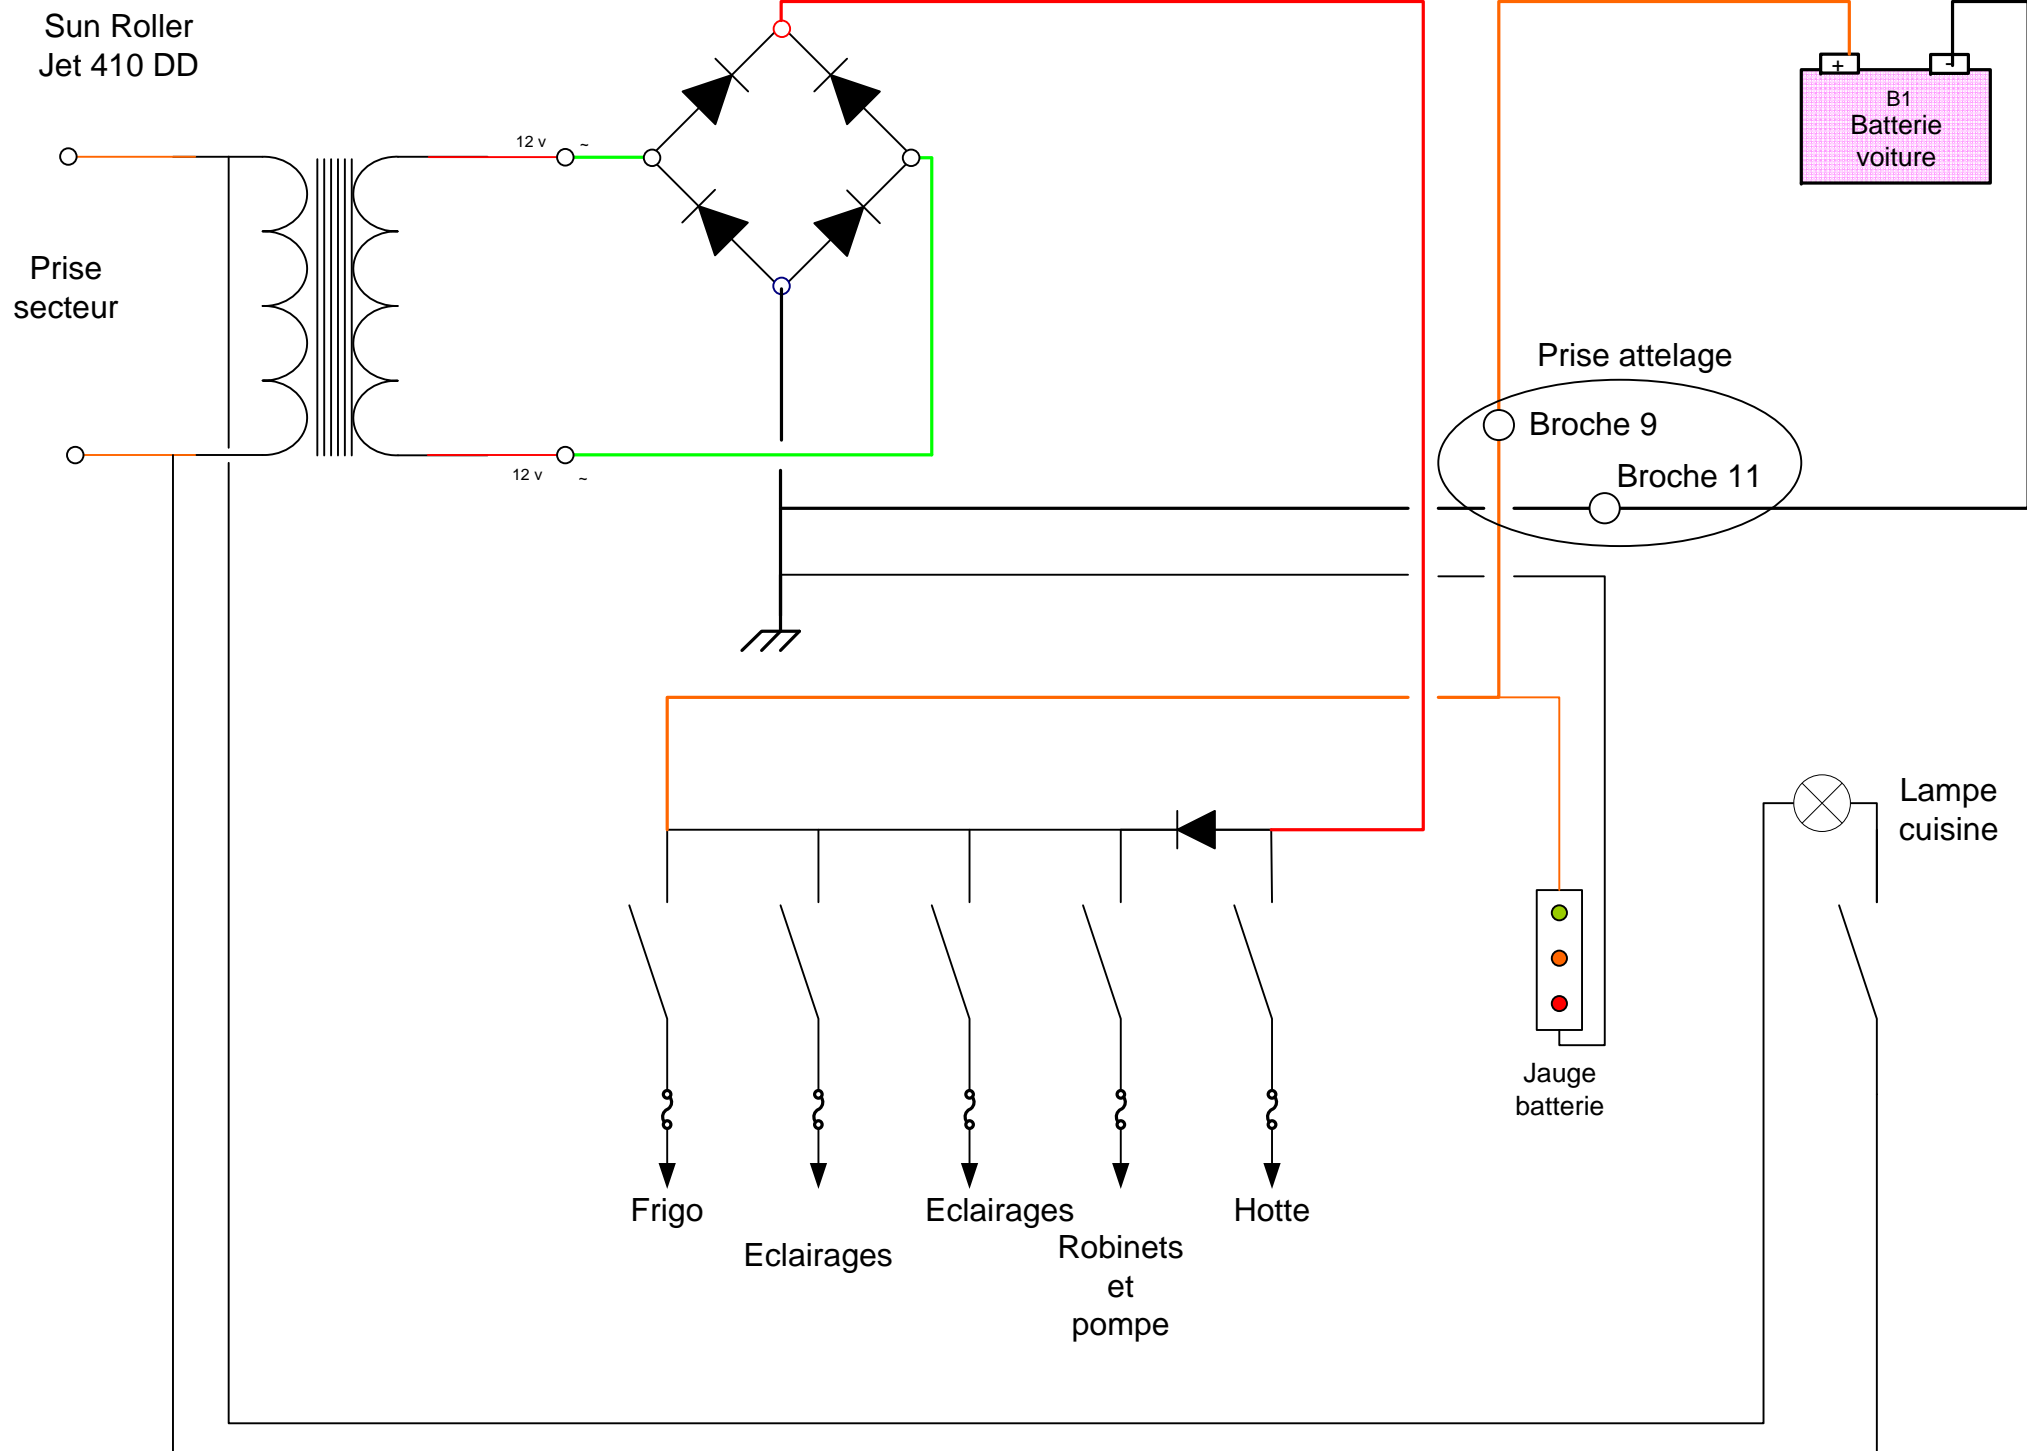 Sun Roller
Jet 410 DD
+
-
B1
Batterie
voiture
12 v
~
Prise
secteur
Prise attelage
Broche 9
Broche 11
12 v
~
Lampe
cuisine
Jauge
batterie
Frigo
Eclairages
Eclairages
Robinets
et
pompe
Hotte